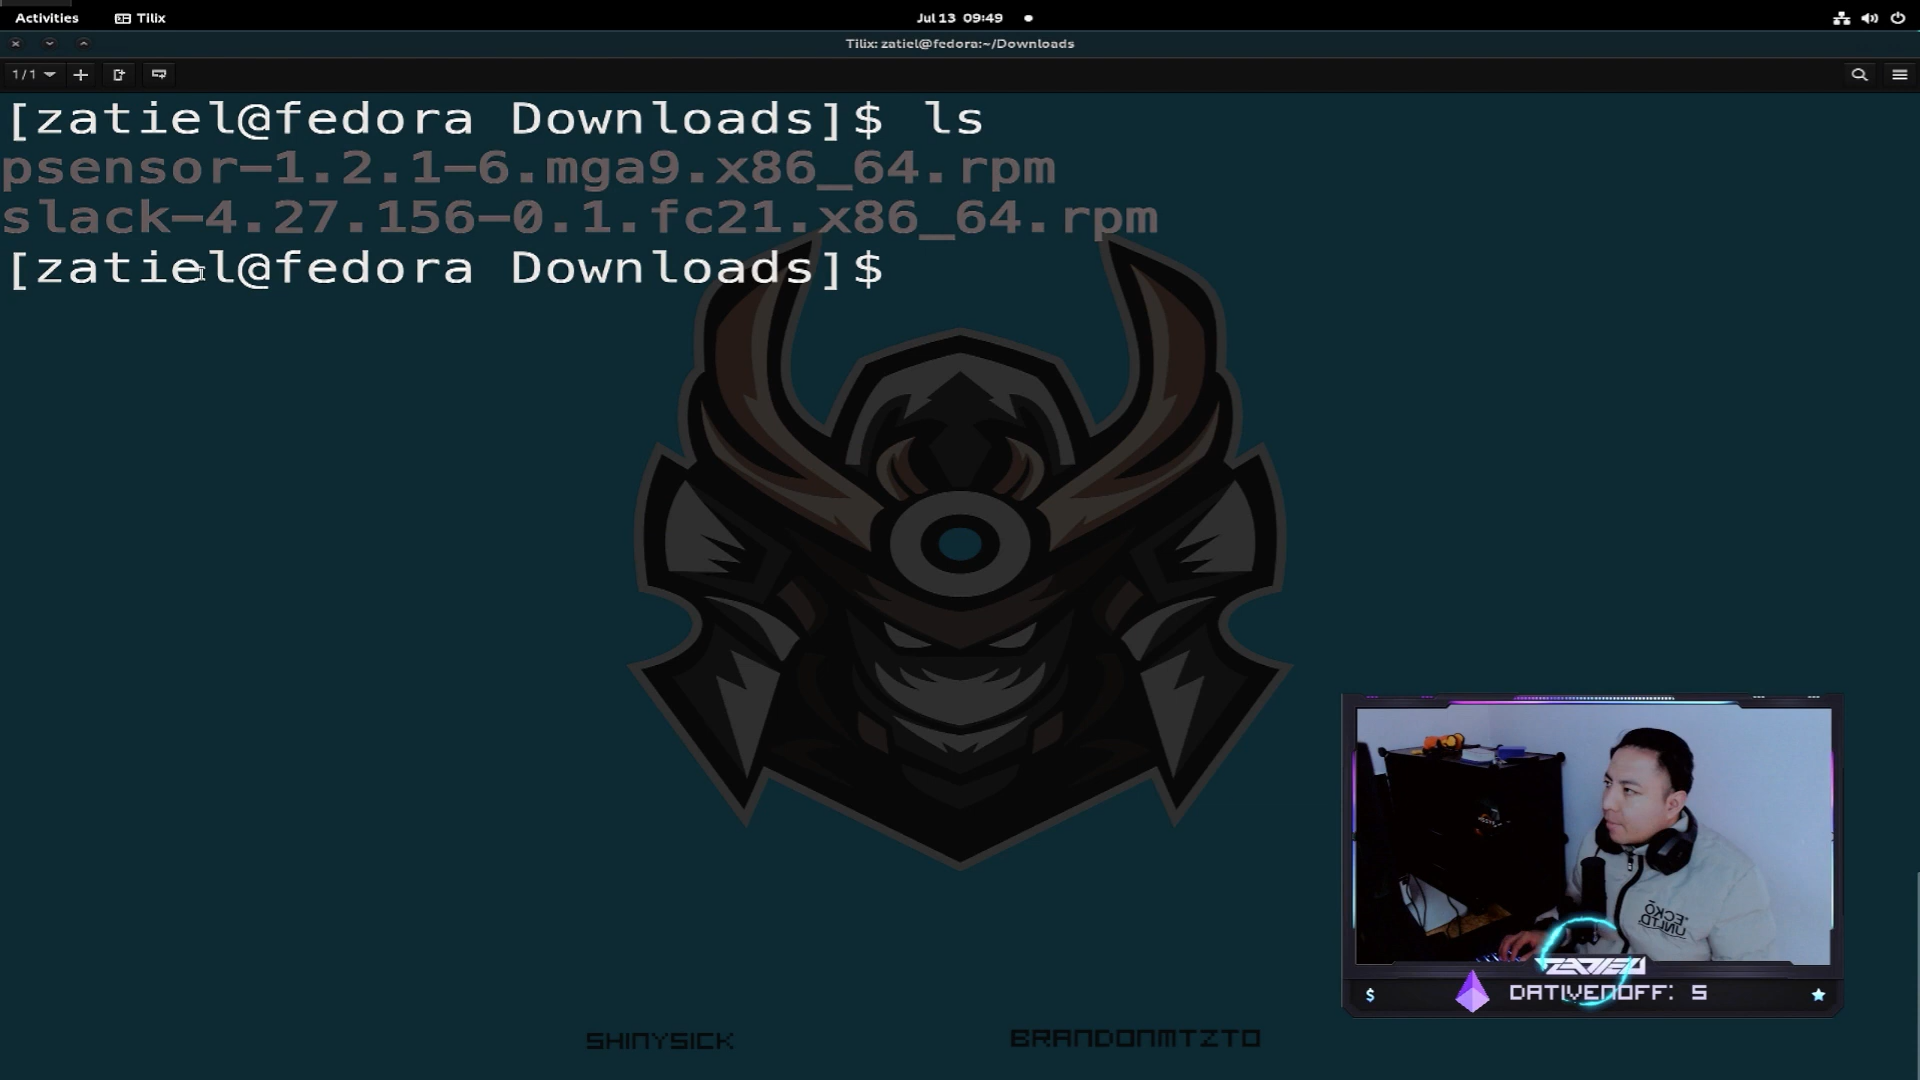 Activities
Tilix
Jul 13 09:49
Tilix: zatiel@fedora:~/Downloads
1/1
[zatiel@fedora Downloads]$ ls
psensor-1.2.1-6.mga9.x86_64.rpm
slack-4.27.156-0.1.fc21.x86_64.rpm
[zatiel@fedora Downloads]$
ECKŌ
UNLTD.
$
DATIVENOFF: 5
SHINYSICK
BRANDONMTZTO